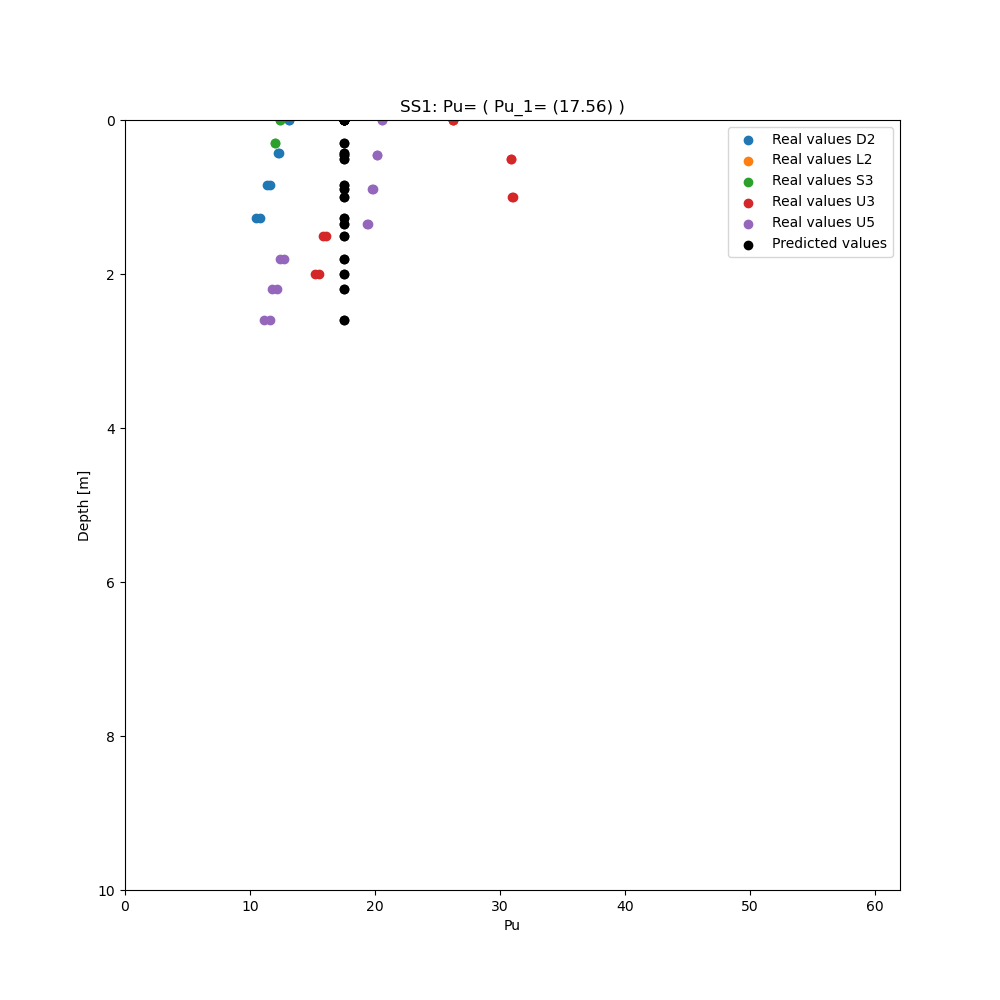 SS1: Pu= ( Pu_1= (17.56) )
Real values D2
Real values L2
Real values S3
Real values U3
Real values U5
Predicted values
0
2
4
6
8
10
Depth [m]
0 10 20 30 40 50 60
Pu